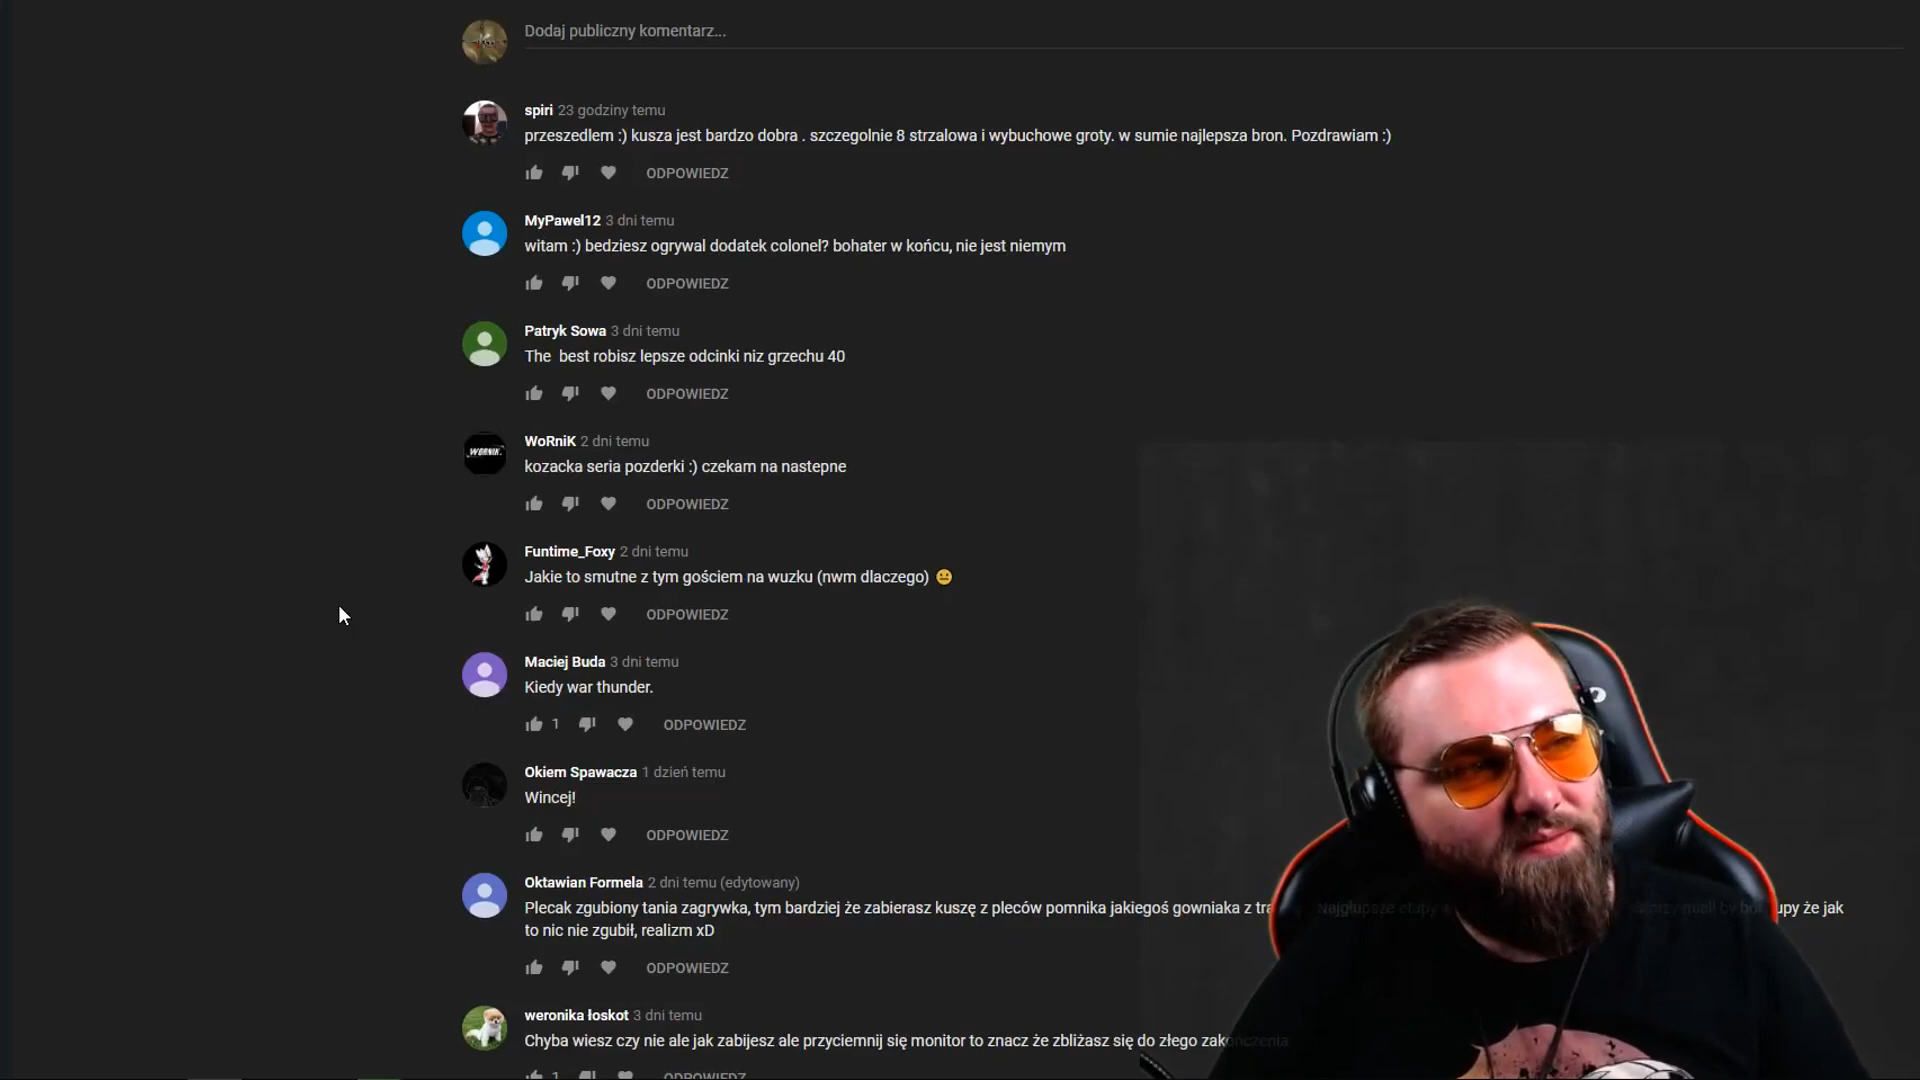 Dodaj publiczny komentarz...
spiri 23 godziny temu
przeszedlem :) kusza jest bardzo dobra . szczegolnie 8 strzalowa i wybuchowe groty. w sumie najlepsza bron. Pozdrawiam :)
ODPOWIEDZ
MyPawel12 3 dni temu
witam :) bedziesz ogrywal dodatek colonel? bohater w końcu, nie jest niemym
ODPOWIEDZ
Patryk Sowa 3 dni temu
The best robisz lepsze odcinki niz grzechu 40
ODPOWIEDZ
WORNIK.
WoRniK 2 dni temu
kozacka seria pozderki :) czekam na nastepne
ODPOWIEDZ
Funtime_Foxy 2 dni temu
Jakie to smutne z tym gościem na wuzku (nwm dlaczego) 😐
ODPOWIEDZ
Maciej Buda 3 dni temu
Kiedy war thunder.
1 ODPOWIEDZ
Okiem Spawacza 1 dzień temu
Wincej!
ODPOWIEDZ
Oktawian Formela 2 dni temu (edytowany)
Plecak zgubiony tania zagrywka, tym bardziej że zabierasz kuszę z pleców pomnika jakiegoś gowniaka z tra Najgłupsze etapy że jak
to nic nie zgubił, realizm xD
ODPOWIEDZ
weronika łoskot 3 dni temu
Chyba wiesz czy nie ale jak zabijesz ale przyciemnij się monitor to znacz że zbliżasz się do złego zakończenia
1 ODPOWIEDZ